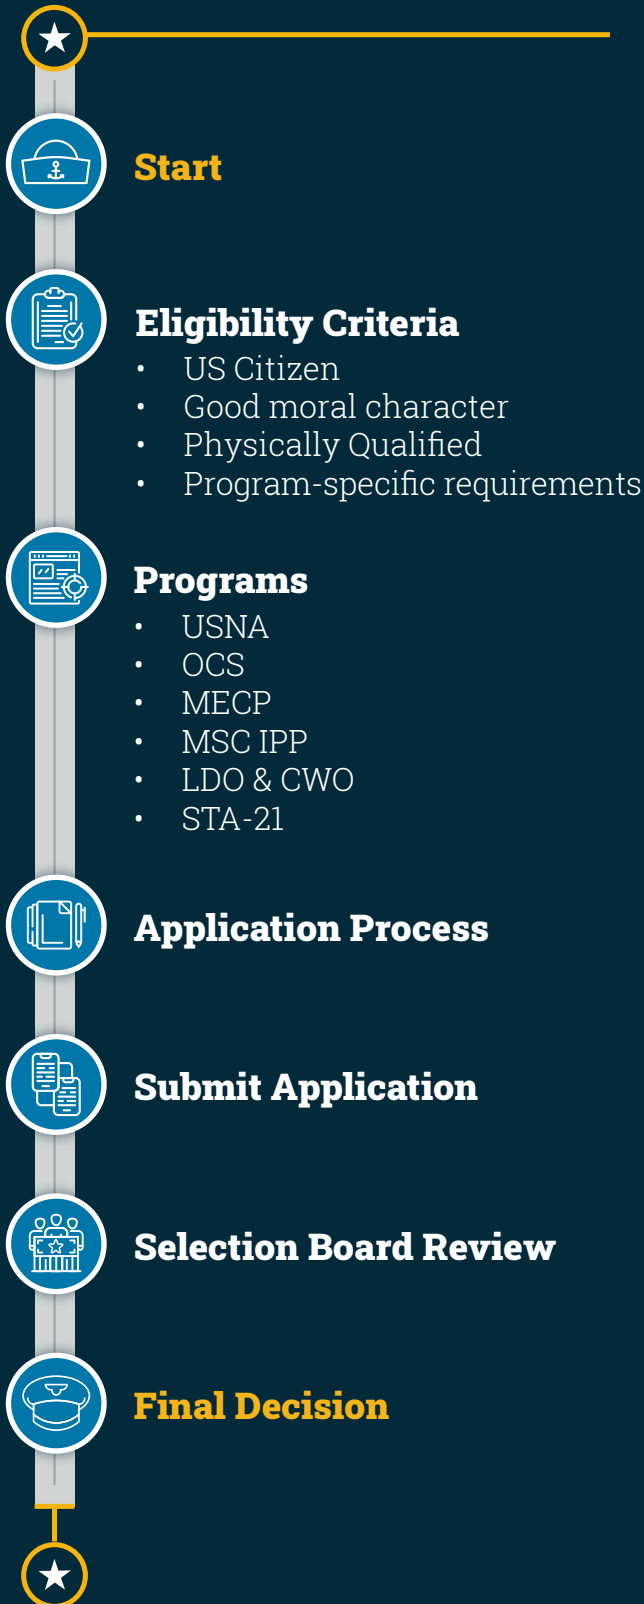 Start
Eligibility Criteria
• US Citizen
• Good moral character
• Physically Qualified
• Program-specific requirements
Programs
• USNA
• OCS
• MECP
• MSC IPP
• LDO & CWO
• STA-21
Application Process
Submit Application
Selection Board Review
Final Decision